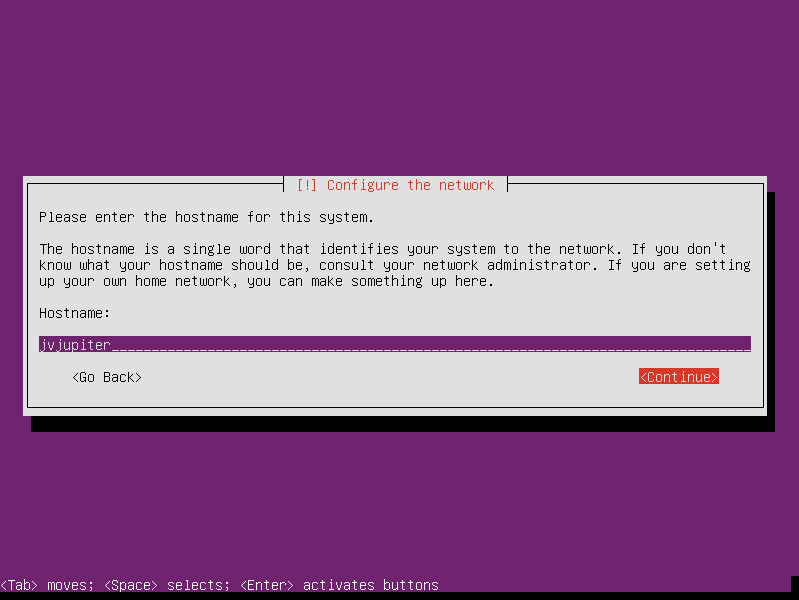 [!] Configure the network
Please enter the hostname for this system.
The hostname is a single word that identifies your system to the network. If you don't
know what your hostname should be, consult your network administrator. If you are setting
up your own home network, you can make something up here.
Hostname:
jvjupiter
<Go Back> <Continue>
<Tab> moves; <Space> selects; <Enter> activates buttons